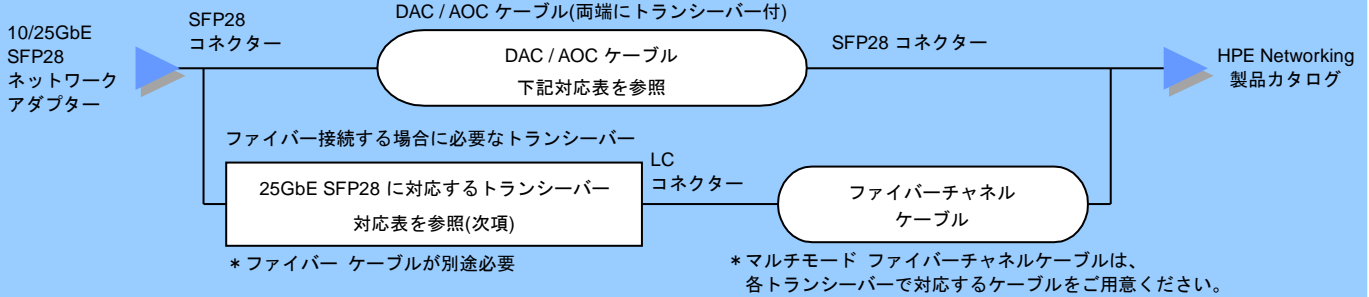 10/25GbE
SFP28
ネットワーク
アダプター
SFP28
コネクター
DAC / AOC ケーブル(両端にトランシーバー付)
DAC / AOC ケーブル
下記対応表を参照
SFP28 コネクター
HPE Networking
製品カタログ
ファイバー接続する場合に必要なトランシーバー
25GbE SFP28 に対応するトランシーバー
対応表を参照(次項)
LC
コネクター
ファイバーチャネル
ケーブル
*ファイバー ケーブルが別途必要
*マルチモード ファイバーチャネルケーブルは、
各トランシーバーで対応するケーブルをご用意ください。